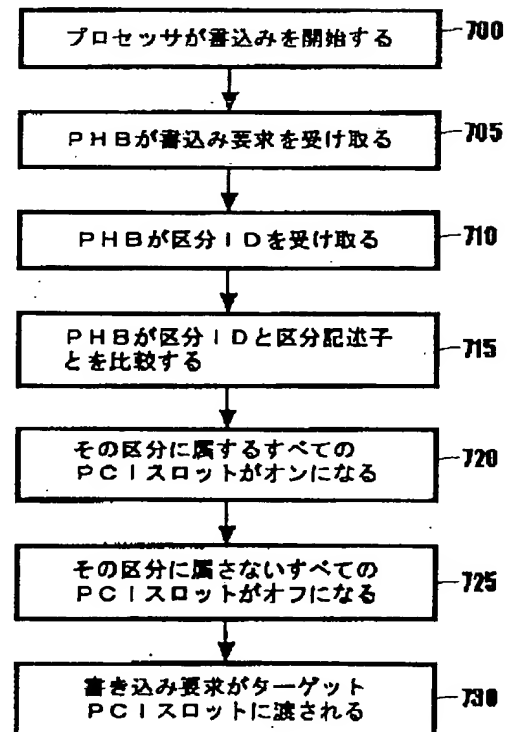 プロセッサが書込みを開始する
700
PHBが書込み要求を受け取る
705
PHBが区分IDを受け取る
710
PHBが区分IDと区分記述子
とを比較する
715
その区分に属するすべての
PCIスロットがオンになる
720
その区分に属さないすべての
PCIスロットがオフになる
725
書き込み要求がターゲット
PCIスロットに渡される
730